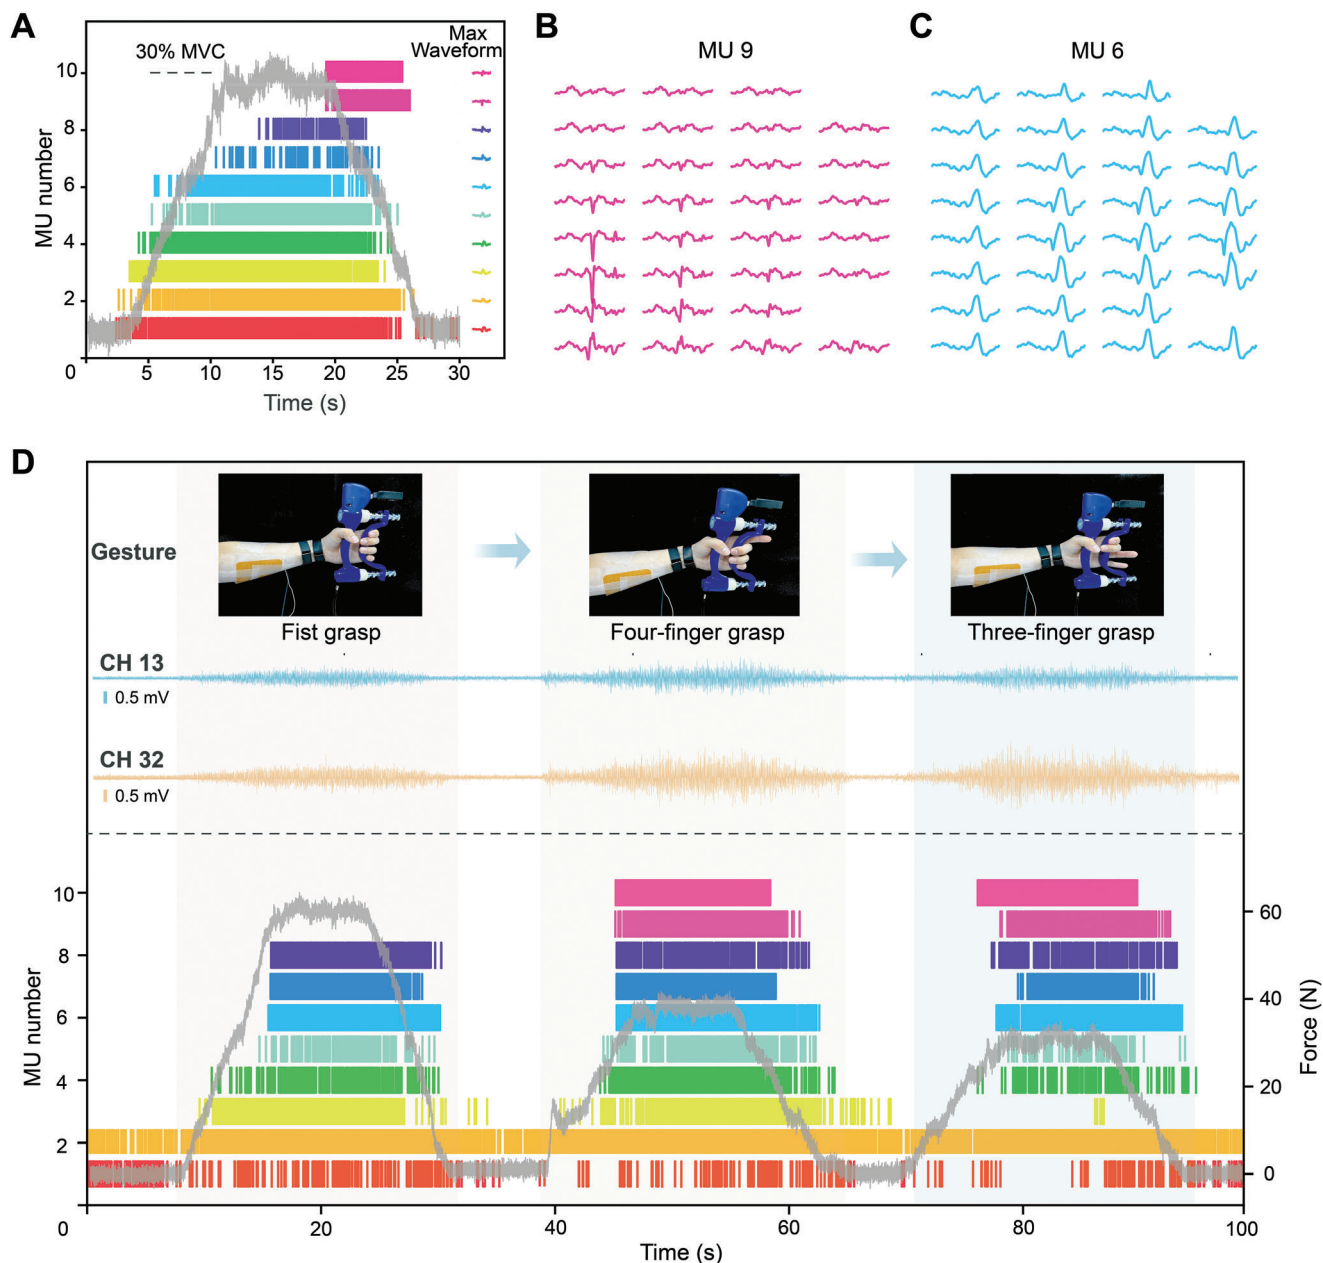 A
30% MVC
Max
Waveform
MU number
10
8
6
4
2
0
5
10
15
20
25
30
Time (s)
B
MU 9
C
MU 6
D
Gesture
Fist grasp
Four-finger grasp
Three-finger grasp
CH 13
0.5 mV
CH 32
0.5 mV
MU number
10
8
6
4
2
0
20
40
60
80
100
Time (s)
60
40
20
0
Force (N)